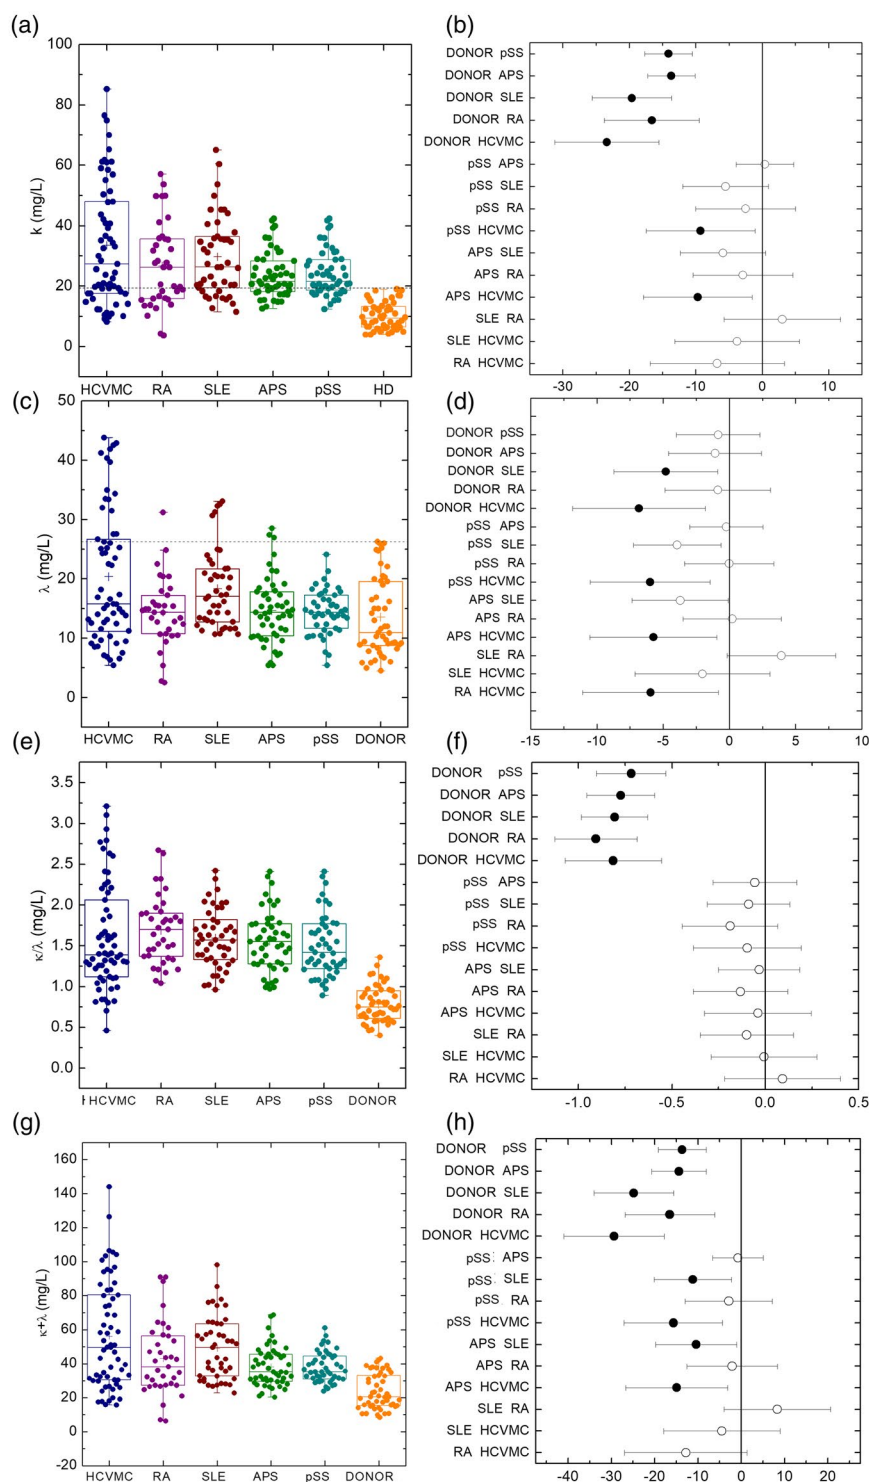 (a)
100
80
60
40
20
0
k (mg/L)
HCVMC RA SLE APS pSS HD
(b)
DONOR pSS
DONOR APS
DONOR SLE
DONOR RA
DONOR HCVMC
pSS APS
pSS SLE
pSS RA
pSS HCVMC
APS SLE
APS RA
APS HCVMC
SLE RA
SLE HCVMC
RA HCVMC
-30 -20 -10 0 10
(c)
50
40
30
20
10
0
λ (mg/L)
HCVMC RA SLE APS pSS DONOR
(d)
DONOR pSS
DONOR APS
DONOR SLE
DONOR RA
DONOR HCVMC
pSS APS
pSS SLE
pSS RA
pSS HCVMC
APS SLE
APS RA
APS HCVMC
SLE RA
SLE HCVMC
RA HCVMC
-15 -10 -5 0 5 10
(e)
3.5
3.0
2.5
2.0
1.5
1.0
0.5
0.0
κ/λ (mg/L)
HCVMC RA SLE APS pSS DONOR
(f)
DONOR pSS
DONOR APS
DONOR SLE
DONOR RA
DONOR HCVMC
pSS APS
pSS SLE
pSS RA
pSS HCVMC
APS SLE
APS RA
APS HCVMC
SLE RA
SLE HCVMC
RA HCVMC
-1.0 -0.5 0.0 0.5
(g)
160
140
120
100
80
60
40
20
0
-20
κ+λ (mg/L)
HCVMC RA SLE APS pSS DONOR
(h)
DONOR pSS
DONOR APS
DONOR SLE
DONOR RA
DONOR HCVMC
pSS APS
pSS SLE
pSS RA
pSS HCVMC
APS SLE
APS RA
APS HCVMC
SLE RA
SLE HCVMC
RA HCVMC
-40 -30 -20 -10 0 10 20